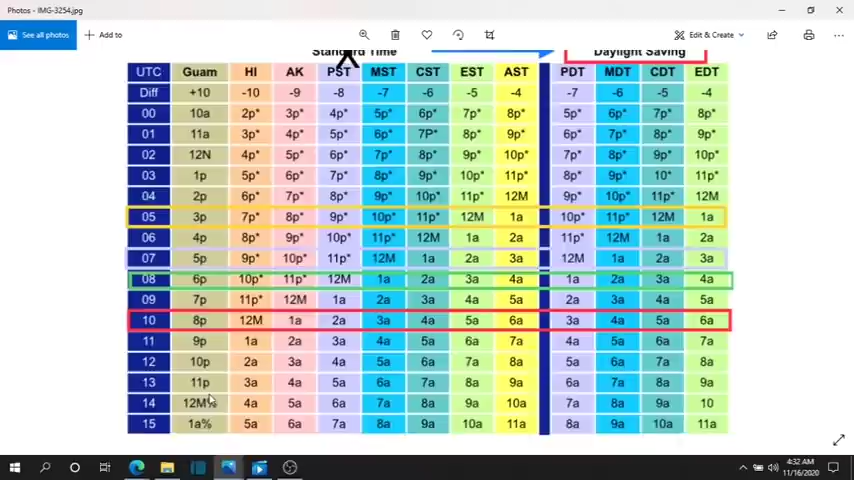 Photos - IMG-3254.jpg
See all photos + Add to Edit & Create
Standard Time Daylight Saving
UTC Guam HI AK PST MST CST EST AST PDT MDT CDT EDT
Diff +10 -10 -9 -8 -7 -6 -5 -4 -7 -6 -5 -4
00 10a 2p* 3p* 4p* 5p* 6p* 7p* 8p* 5p* 6p* 7p* 8p*
01 11a 3p* 4p* 5p* 6p* 7P* 8p* 9p* 6p* 7p* 8p* 9p*
02 12N 4p* 5p* 6p* 7p* 8p* 9p* 10p* 7p* 8p* 9p* 10p*
03 1p 5p* 6p* 7p* 8p* 9p* 10p* 11p* 8p* 9p* 10* 11p*
04 2p 6p* 7p* 8p* 9p* 10p* 11p* 12M 9p* 10p* 11p* 12M
05 3p 7p* 8p* 9p* 10p* 11p* 12M 1a 10p* 11p* 12M 1a
06 4p 8p* 9p* 10p* 11p* 12M 1a 2a 11p* 12M 1a 2a
07 5p 9p* 10p* 11p* 12M 1a 2a 3a 12M 1a 2a 3a
08 6p 10p* 11p* 12M 1a 2a 3a 4a 1a 2a 3a 4a
09 7p 11p* 12M 1a 2a 3a 4a 5a 2a 3a 4a 5a
10 8p 12M 1a 2a 3a 4a 5a 6a 3a 4a 5a 6a
11 9p 1a 2a 3a 4a 5a 6a 7a 4a 5a 6a 7a
12 10p 2a 3a 4a 5a 6a 7a 8a 5a 6a 7a 8a
13 11p 3a 4a 5a 6a 7a 8a 9a 6a 7a 8a 9a
14 12M% 4a 5a 6a 7a 8a 9a 10a 7a 8a 9a 10
15 1a% 5a 6a 7a 8a 9a 10a 11a 8a 9a 10a 11a
4:32 AM
11/16/2020